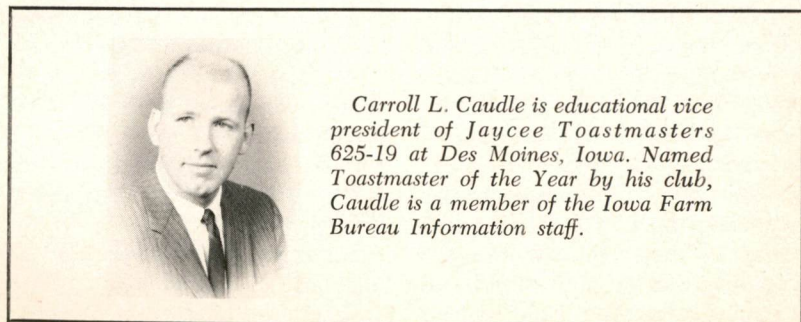 Carroll L. Caudle is educational vice
president of Jaycee Toastmasters
625-19 at Des Moines, Iowa. Named
Toastmaster of the Year by his club,
Caudle is a member of the Iowa Farm
Bureau Information staff.